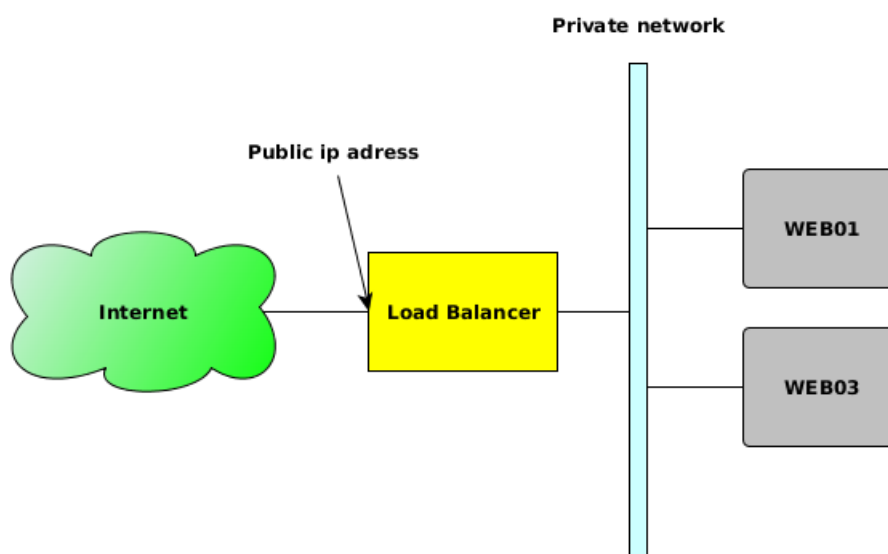 Private network
Public ip adress
WEB01
Internet
Load Balancer
WEB03